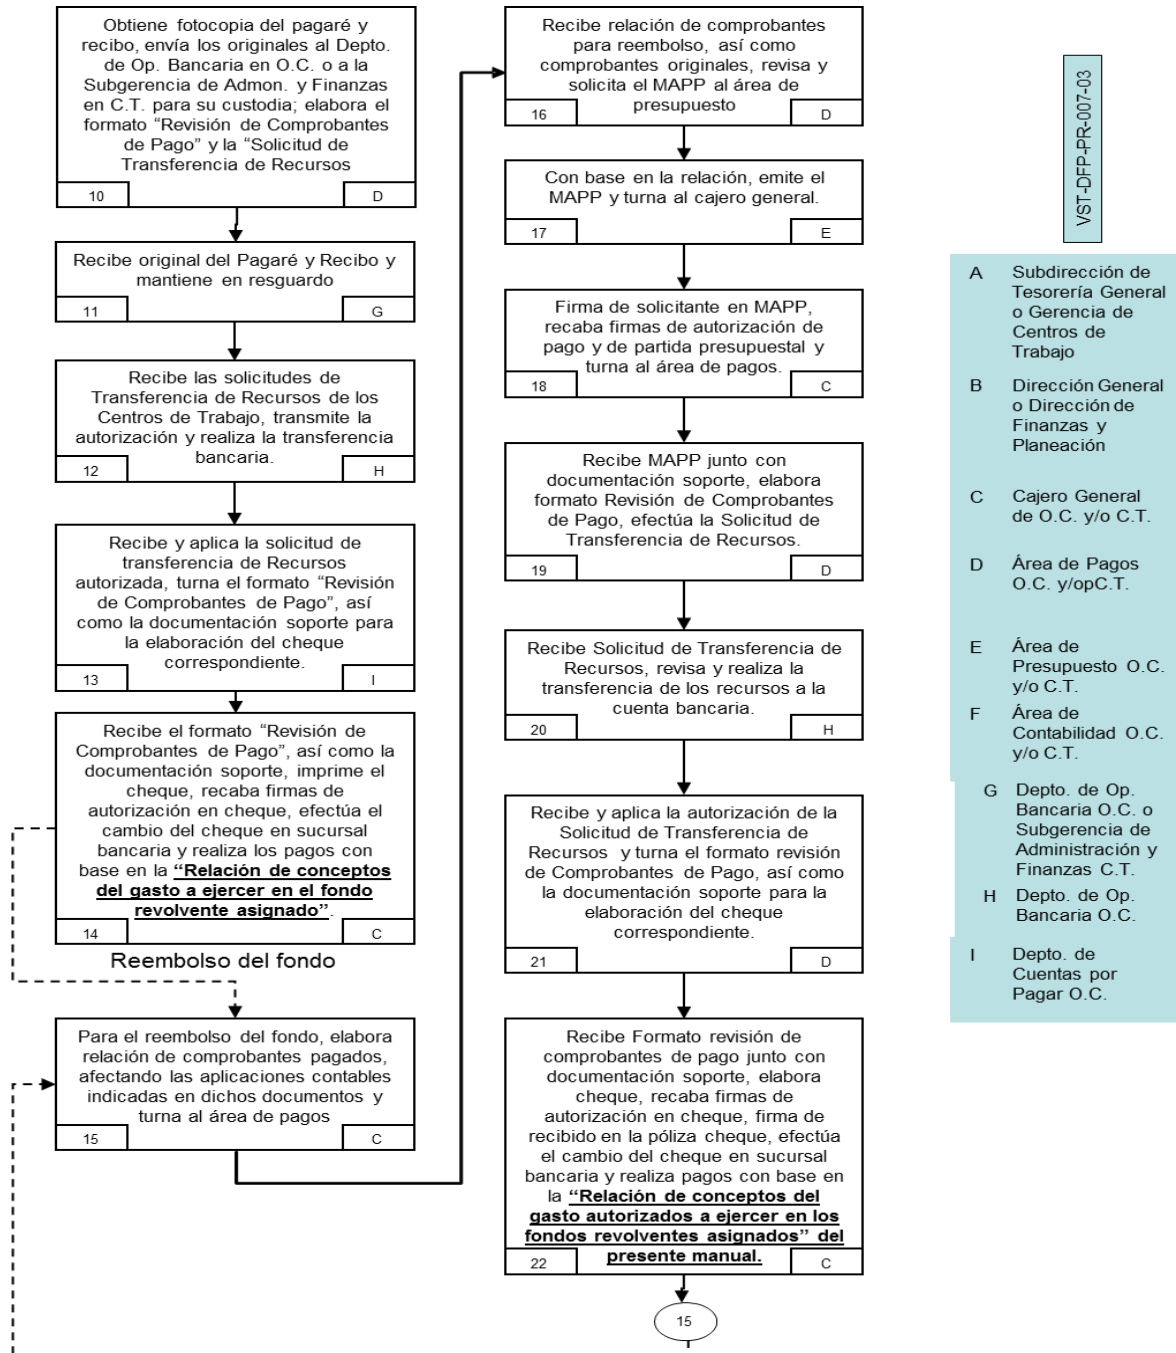 Obtiene fotocopia del pagaré y
recibo, envía los originales al Depto.
de Op. Bancaria en O.C. o a la
Subgerencia de Admon. y Finanzas
en C.T. para su custodia; elabora el
formato “Revisión de Comprobantes
de Pago” y la “Solicitud de
Transferencia de Recursos
10
D
Recibe original del Pagaré y Recibo y
mantiene en resguardo
11
G
Recibe las solicitudes de
Transferencia de Recursos de los
Centros de Trabajo, transmite la
autorización y realiza la transferencia
bancaria.
12
H
Recibe y aplica la solicitud de
transferencia de Recursos
autorizada, turna el formato “Revisión
de Comprobantes de Pago”, así
como la documentación soporte para
la elaboración del cheque
correspondiente.
13
I
Recibe el formato “Revisión de
Comprobantes de Pago”, así como la
documentación soporte, imprime el
cheque, recaba firmas de
autorización en cheque, efectúa el
cambio del cheque en sucursal
bancaria y realiza los pagos con
base en la “Relación de conceptos
del gasto a ejercer en el fondo
revolvente asignado”.
14
C
Reembolso del fondo
Para el reembolso del fondo, elabora
relación de comprobantes pagados,
afectando las aplicaciones contables
indicadas en dichos documentos y
turna al área de pagos
15
C
Recibe relación de comprobantes
para reembolso, así como
comprobantes originales, revisa y
solicita el MAPP al área de
presupuesto
16
D
Con base en la relación, emite el
MAPP y turna al cajero general.
17
E
Firma de solicitante en MAPP,
recaba firmas de autorización de
pago y de partida presupuestal y
turna al área de pagos.
18
C
Recibe MAPP junto con
documentación soporte, elabora
formato Revisión de Comprobantes
de Pago, efectúa la Solicitud de
Transferencia de Recursos.
19
D
Recibe Solicitud de Transferencia de
Recursos, revisa y realiza la
transferencia de los recursos a la
cuenta bancaria.
20
H
Recibe y aplica la autorización de la
Solicitud de Transferencia de
Recursos y turna el formato revisión
de Comprobantes de Pago, así como
la documentación soporte para la
elaboración del cheque
correspondiente.
21
D
Recibe Formato revisión de
comprobantes de pago junto con
documentación soporte, elabora
cheque, recaba firmas de
autorización en cheque, firma de
recibido en la póliza cheque, efectúa
el cambio del cheque en sucursal
bancaria y realiza pagos con base en
la “Relación de conceptos del
gasto autorizados a ejercer en los
fondos revolventes asignados” del
presente manual.
22
C
15
VST-DFP-PR-007-03
A Subdirección de
Tesorería General
o Gerencia de
Centros de
Trabajo
B Dirección General
o Dirección de
Finanzas y
Planeación
C Cajero General
de O.C. y/o C.T.
D Área de Pagos
O.C. y/opC.T.
E Área de
Presupuesto O.C.
y/o C.T.
F Área de
Contabilidad O.C.
y/o C.T.
G Depto. de Op.
Bancaria O.C. o
Subgerencia de
Administración y
Finanzas C.T.
H Depto. de Op.
Bancaria O.C.
I Depto. de
Cuentas por
Pagar O.C.